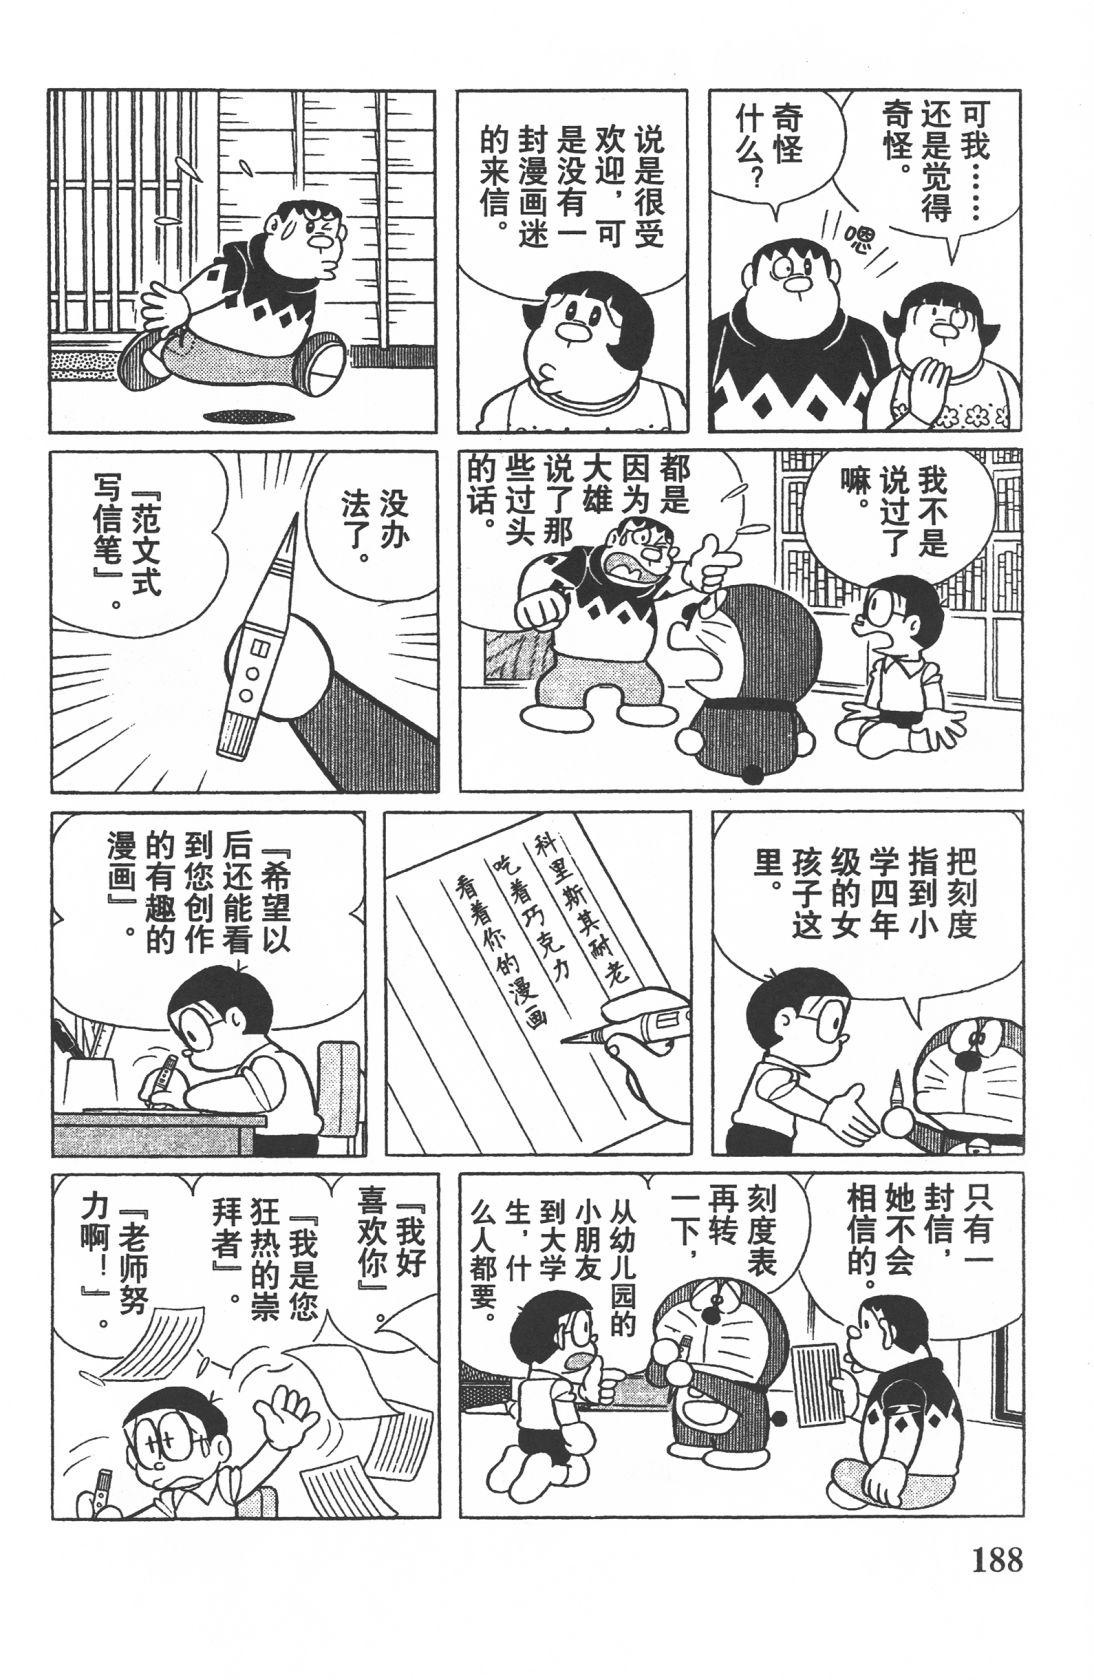 可我……
还是觉得
奇怪。
嗯
奇怪
什么？
说是很受
欢迎，可
是没有一
封漫画迷
的来信。
我不是
说过了
嘛。
都是
因为
大雄
说了那
些过头
的话。
没办
法了。
『范文式
写信笔』。
把刻度
指到小
学四年
级的女
孩子这
里。
科里斯其耐老
吃着巧克力
看着你的漫画
『希望以
后还能看
到您创作
的有趣的
漫画』。
只有一
封信，
她不会
相信的。
刻度表
再转
一下，
从幼儿园的
小朋友
到大学
生，什
么人都要。
『我好
喜欢你』。
『我是您
狂热的崇
拜者』。
『老师努
力啊！』。
188